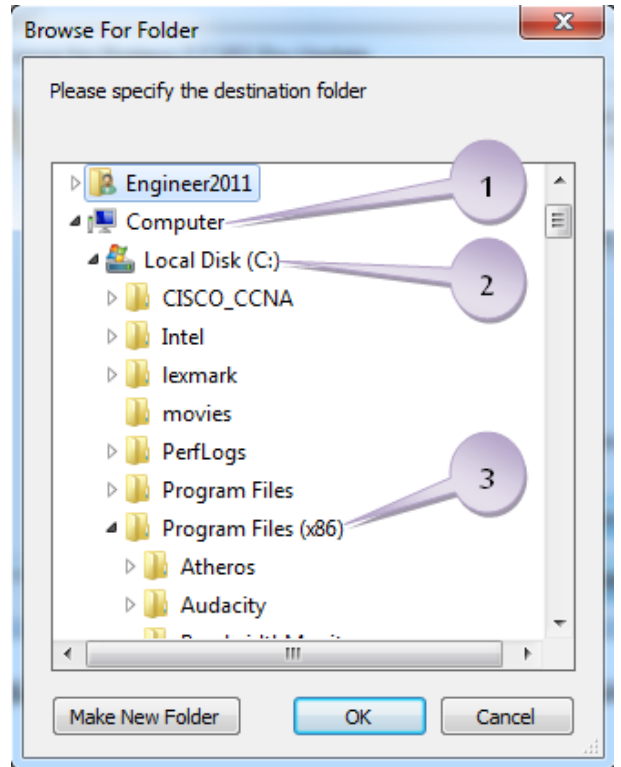 Browse For Folder
Please specify the destination folder
Engineer2011
1
Computer
Local Disk (C:)
2
CISCO_CCNA
Intel
lexmark
movies
PerfLogs
Program Files
3
Program Files (x86)
Atheros
Audacity
Make New Folder
OK
Cancel